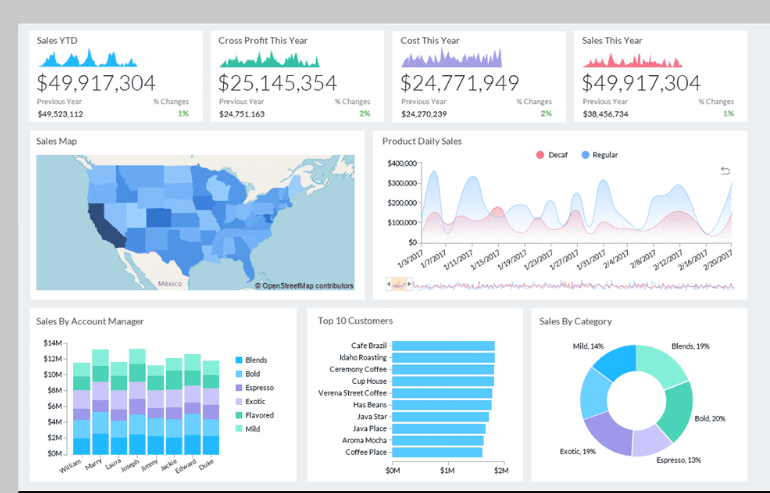 Sales YTD
$49,917,304
Previous Year % Changes
$49,523,112 1%
Cross Profit This Year
$25,145,354
Previous Year % Changes
$24,751,163 2%
Cost This Year
$24,771,949
Previous Year % Changes
$24,270,239 2%
Sales This Year
$49,917,304
Previous Year % Changes
$38,456,734 1%
Sales Map
México
© OpenStreetMap contributors
Product Daily Sales
Decaf Regular
$400,000
$300,000
$200,000
$100,000
$0
1/3/2017 1/7/2017 1/11/2017 1/15/2017 1/19/2017 1/23/2017 1/27/2017 1/31/2017 2/4/2017 2/8/2017 2/12/2017 2/16/2017 2/20/2017
Sales By Account Manager
$14M
$12M
$10M
$8M
$6M
$4M
$2M
$0M
William Marry Laura Joseph Jimmy Jackie Edward Duke
Blends
Bold
Espresso
Exotic
Flavored
Mild
Top 10 Customers
Cafe Brazil
Idaho Roasting
Ceremony Coffee
Cup House
Verena Street Coffee
Has Beans
Java Star
Java Place
Aroma Mocha
Coffee Place
$0M $1M $2M
Sales By Category
Mild, 14% Blends, 19%
Bold, 20%
Exotic, 19%
Espresso, 13%